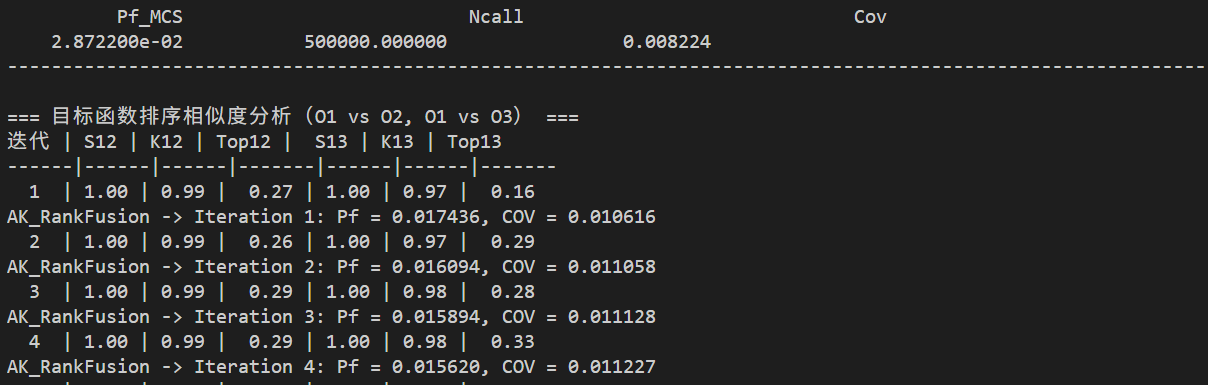 Pf_MCS Ncall Cov
2.872200e-02 500000.000000 0.008224
--------------------------------------------------------------------------------------------------------------
=== 目标函数排序相似度分析（O1 vs O2, O1 vs O3） ===
迭代 | S12 | K12 | Top12 | S13 | K13 | Top13
------|------|------|-------|------|------|-------
1 | 1.00 | 0.99 | 0.27 | 1.00 | 0.97 | 0.16
AK_RankFusion -> Iteration 1: Pf = 0.017436, COV = 0.010616
2 | 1.00 | 0.99 | 0.26 | 1.00 | 0.97 | 0.29
AK_RankFusion -> Iteration 2: Pf = 0.016094, COV = 0.011058
3 | 1.00 | 0.99 | 0.29 | 1.00 | 0.98 | 0.28
AK_RankFusion -> Iteration 3: Pf = 0.015894, COV = 0.011128
4 | 1.00 | 0.99 | 0.29 | 1.00 | 0.98 | 0.33
AK_RankFusion -> Iteration 4: Pf = 0.015620, COV = 0.011227